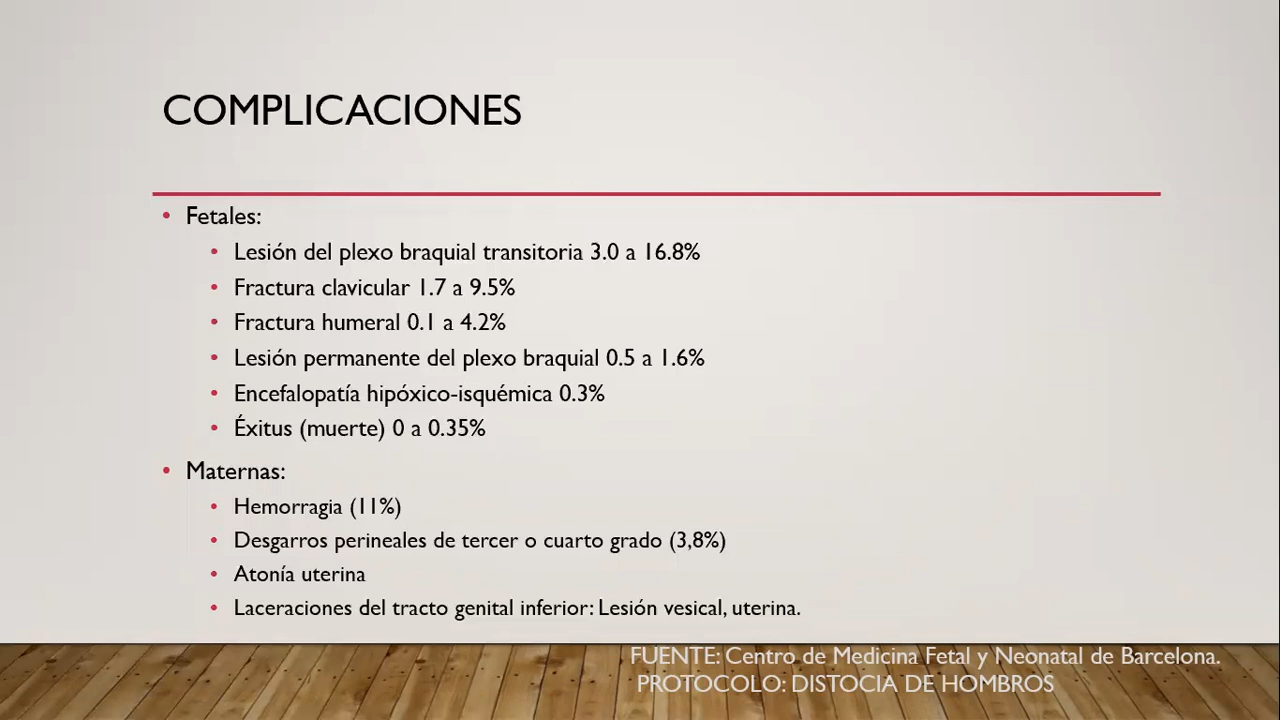 COMPLICACIONES
• Fetales:
• Lesión del plexo braquial transitoria 3.0 a 16.8%
• Fractura clavicular 1.7 a 9.5%
• Fractura humeral 0.1 a 4.2%
• Lesión permanente del plexo braquial 0.5 a 1.6%
• Encefalopatía hipóxico-isquémica 0.3%
• Éxitus (muerte) 0 a 0.35%
• Maternas:
• Hemorragia (11%)
• Desgarros perineales de tercer o cuarto grado (3,8%)
• Atonía uterina
• Laceraciones del tracto genital inferior: Lesión vesical, uterina.
FUENTE: Centro de Medicina Fetal y Neonatal de Barcelona.
PROTOCOLO: DISTOCIA DE HOMBROS